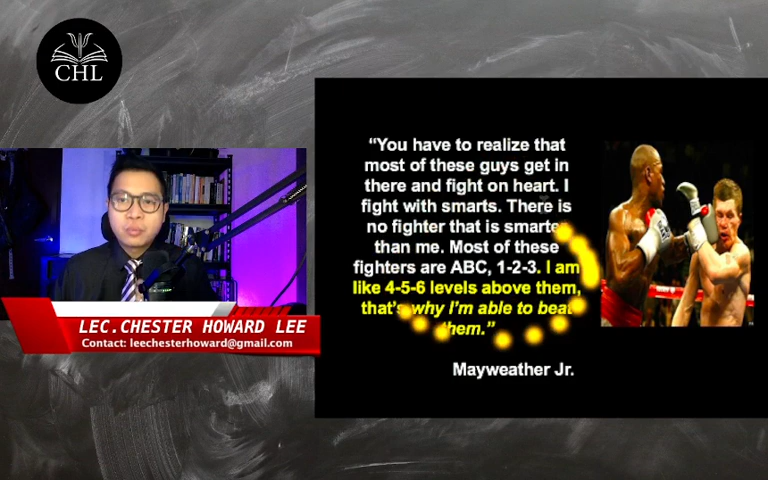 CHL
“You have to realize that
most of these guys get in
there and fight on heart. I
fight with smarts. There is
no fighter that is smarter
than me. Most of these
fighters are ABC, 1-2-3. I am
like 4-5-6 levels above them,
that’s why I’m able to beat
them.”
Mayweather Jr.
LEC.CHESTER HOWARD LEE
Contact: leechesterhoward@gmail.com